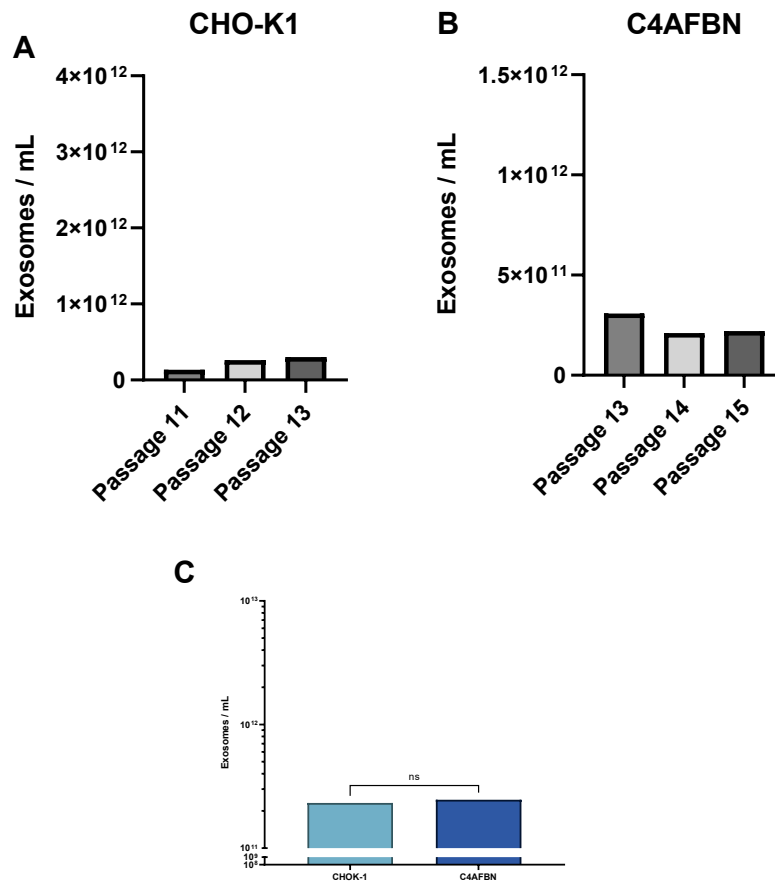 CHO-K1
A
4×10¹²
3×10¹²
2×10¹²
1×10¹²
0
Exosomes / mL
Passage 11
Passage 12
Passage 13
B
C4AFBN
1.5×10¹²
1×10¹²
5×10¹¹
0
Exosomes / mL
Passage 13
Passage 14
Passage 15
C
10¹³
10¹²
10¹¹
10⁹
10⁸
Exosomes / mL
ns
CHOK-1
C4AFBN